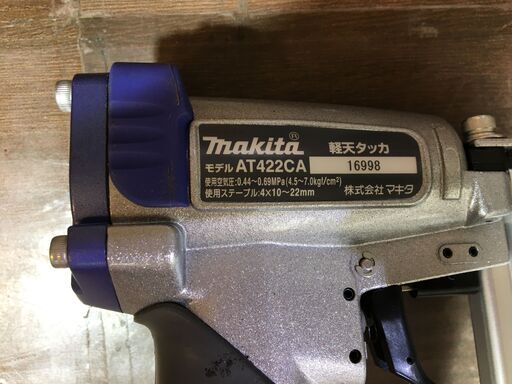 makita® 軽天タッカ
モデル AT422CA 16998
使用空気圧:0.44～0.69MPa(4.5～7.0kgf/cm²)
使用ステープル:4×10～22mm 株式会社マキタ